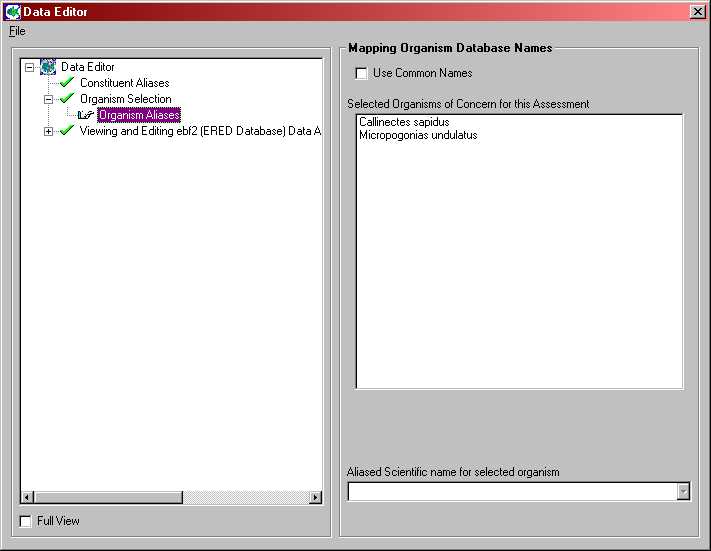 Data Editor
File
Data Editor
Constituent Aliases
Organism Selection
Organism Aliases
Viewing and Editing ebf2 (ERED Database) Data A
Full View
Mapping Organism Database Names
Use Common Names
Selected Organisms of Concern for this Assessment
Callinectes sapidus
Micropogonias undulatus
Aliased Scientific name for selected organism